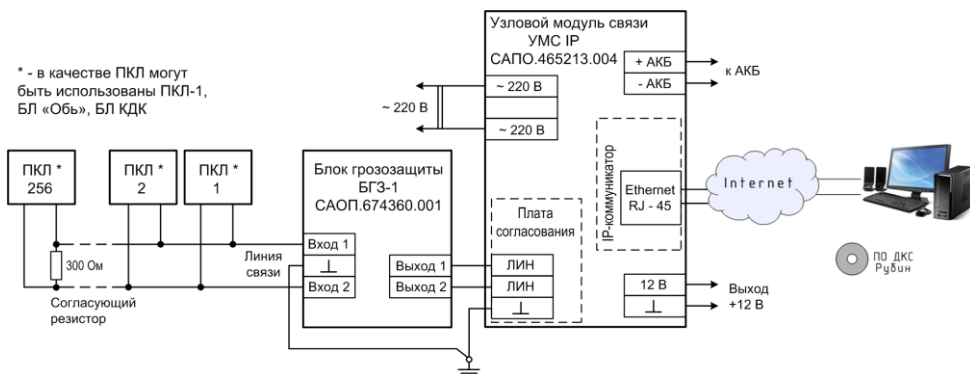 Узловой модуль связи
УМС IP
САПО.465213.004
* - в качестве ПКЛ могут
быть использованы ПКЛ-1,
БЛ «Обь», БЛ КДК
~ 220 В
~ 220 В
~ 220 В
+ АКБ
- АКБ
к АКБ
ПКЛ *
256
ПКЛ *
2
ПКЛ *
1
Блок грозозащиты
БГЗ-1
САОП.674360.001
IP-коммуникатор
Ethernet
RJ - 45
Internet
Плата
согласования
300 Ом
Линия
связи
Вход 1
Вход 2
Выход 1
Выход 2
ЛИН
ЛИН
Согласующий
резистор
12 В
Выход
+12 В
ПО ДКС
Рубин